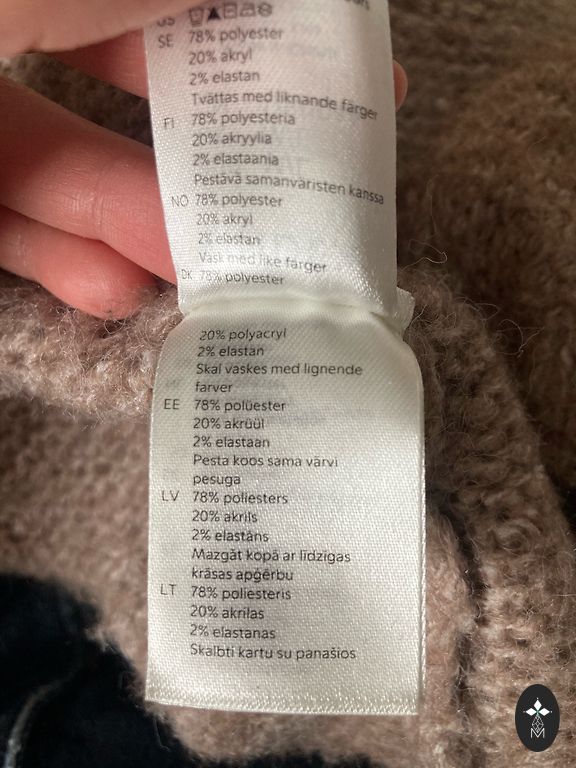 US
SE 78% polyester
20% akryl
2% elastan
Tvättas med liknande färger
FI 78% polyesteria
20% akryylia
2% elastaania
Pestävä samanväristen kanssa
NO 78% polyester
20% akryl
2% elastan
Vask med like farger
DK 78% polyester
20% polyacryl
2% elastan
Skal vaskes med lignende
farver
EE 78% polüester
20% akrüül
2% elastaan
Pesta koos sama värvi
pesuga
LV 78% poliesters
20% akrils
2% elastāns
Mazgāt kopā ar līdzīgas
krāsas apģērbu
LT 78% poliesteris
20% akrilas
2% elastanas
Skalbti kartu su panašios
M